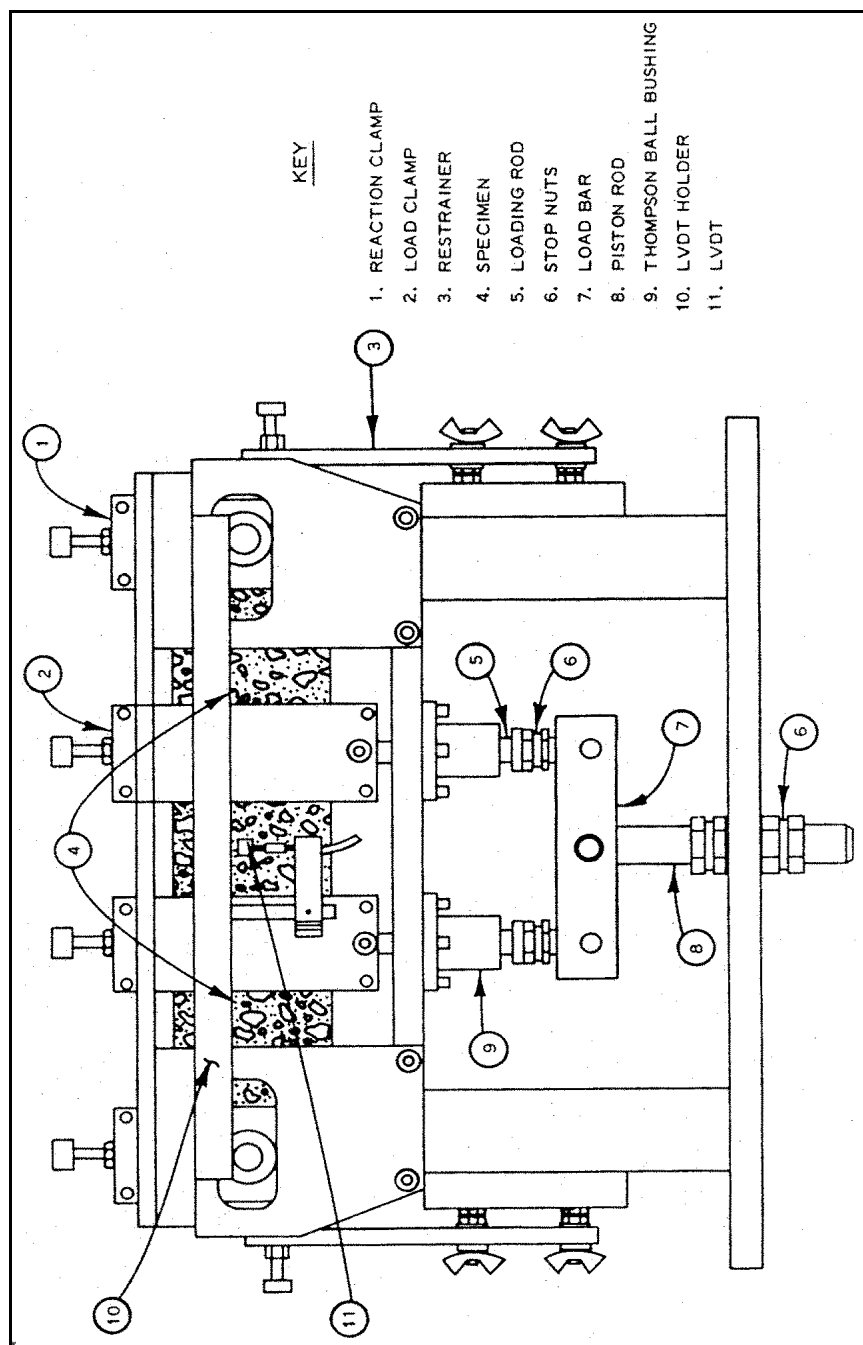 KEY
1. REACTION CLAMP
2. LOAD CLAMP
3. RESTRAINER
4. SPECIMEN
5. LOADING ROD
6. STOP NUTS
7. LOAD BAR
8. PISTON ROD
9. THOMPSON BALL BUSHING
10. LVDT HOLDER
11. LVDT
1
2
3
4
5
6
7
6
8
9
10
11